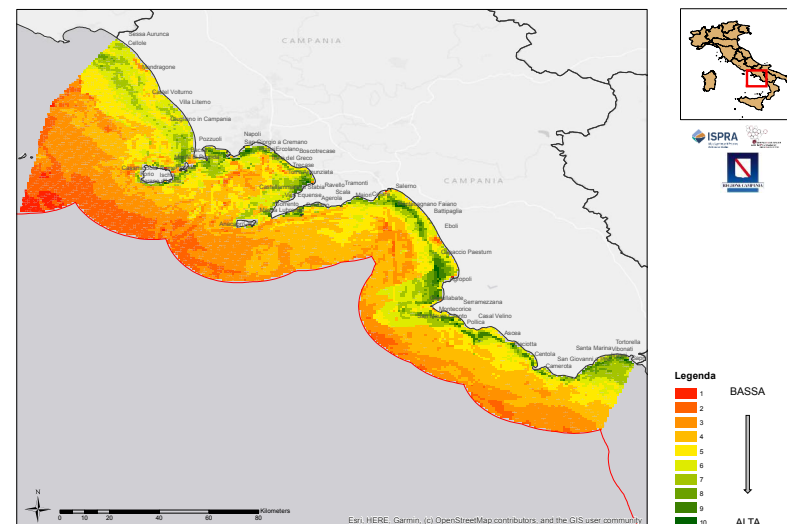 Sessa Aurunca
Cellole
CAMPANIA
Mondragone
Castel Volturno
Villa Literno
Giugliano in Campania
Pozzuoli
Napoli
San Giorgio a Cremano
Ercolano
Boscotrecase
Torre del Greco
Trecase
Ravello
Tramonti
Salerno
CAMPANIA
Scala
Maiori
Agerola
Sorrento
Battipaglia
Eboli
Capaccio Paestum
Agropoli
Serramezzana
Montecorice
Casal Velino
Pollica
Ascea
Centola
Santa Marina
Vibonati
Tortorella
San Giovanni a
Camerota
ISPRA
REGIONE CAMPANIA
Legenda
1 BASSA
2
3
4
5
6
7
8
9
10 ALTA
N
0 10 20 40 60 80
Kilometers
Esri, HERE, Garmin, (c) OpenStreetMap contributors, and the GIS user community